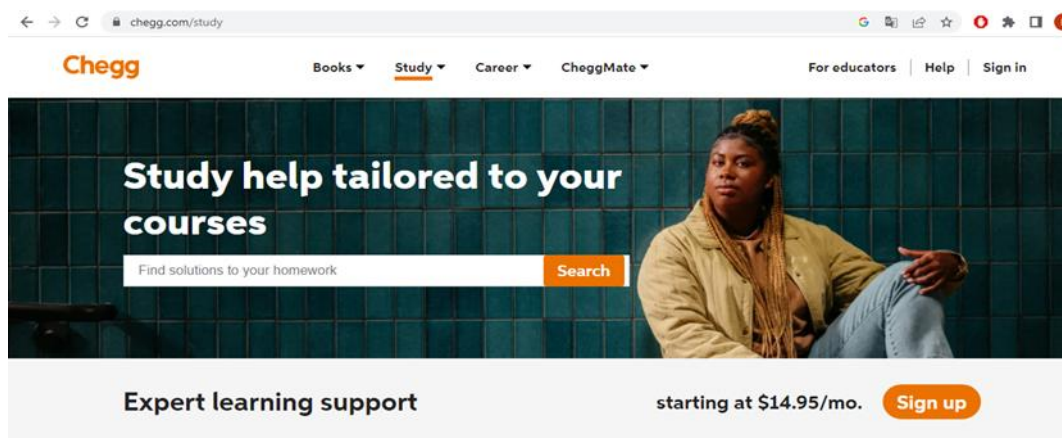 chegg.com/study
Chegg
Books Study Career CheggMate For educators Help Sign in
Study help tailored to your
courses
Find solutions to your homework Search
Expert learning support starting at $14.95/mo. Sign up